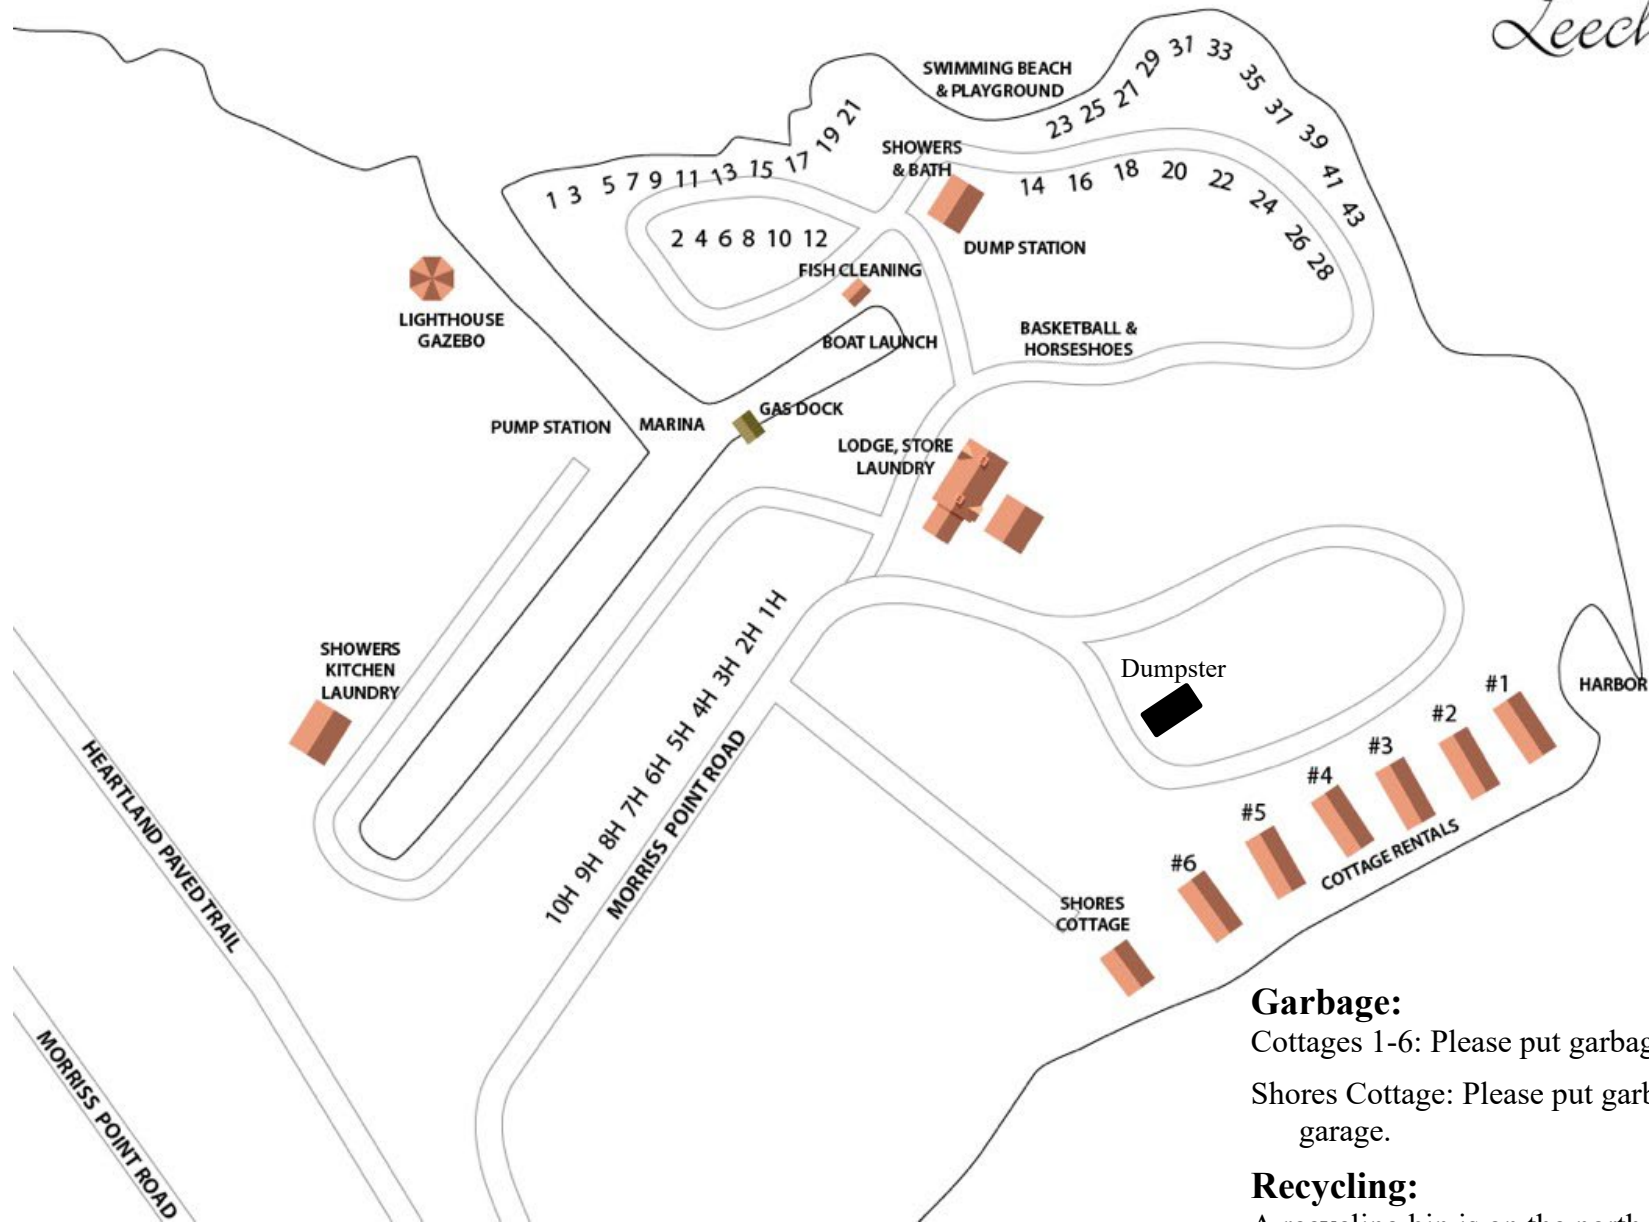 SWIMMING BEACH
& PLAYGROUND
29 31 33
35
37
39
41
43
23 25 27
1 3 5 7 9 11 13 15 17 19 21
SHOWERS
& BATH
14 16 18 20 22 24 26 28
2 4 6 8 10 12
DUMP STATION
FISH CLEANING
LIGHTHOUSE
GAZEBO
BOAT LAUNCH
BASKETBALL &
HORSESHOES
GAS DOCK
PUMP STATION
MARINA
LODGE, STORE
LAUNDRY
SHOWERS
KITCHEN
LAUNDRY
10H 9H 8H 7H 6H 5H 4H 3H 2H 1H
MORRISS POINT ROAD
HEARTLAND PAVED TRAIL
MORRISS POINT ROAD
Dumpster
HARBOR
#1
#2
#3
#4
#5
#6
COTTAGE RENTALS
SHORES
COTTAGE
Garbage:
Cottages 1-6: Please put
Shores Cottage: Please put
garage.
Recycling: